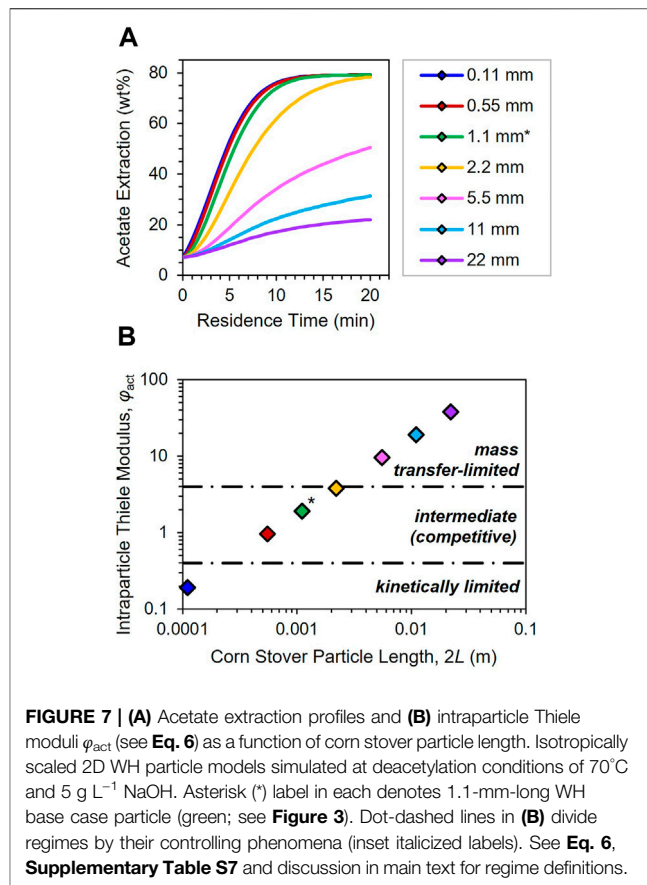 A
Acetate Extraction (wt%)
80
60
40
20
0
0 5 10 15 20
Residence Time (min)
0.11 mm
0.55 mm
1.1 mm*
2.2 mm
5.5 mm
11 mm
22 mm
B
Intraparticle Thiele Modulus, φact
100
10
1
0.1
mass
transfer-limited
*
intermediate
(competitive)
kinetically limited
0.0001 0.001 0.01 0.1
Corn Stover Particle Length, 2L (m)
FIGURE 7 | (A) Acetate extraction profiles and (B) intraparticle Thiele
moduli φact (see Eq. 6) as a function of corn stover particle length. Isotropically
scaled 2D WH particle models simulated at deacetylation conditions of 70°C
and 5 g L−1 NaOH. Asterisk (*) label in each denotes 1.1-mm-long WH
base case particle (green; see Figure 3). Dot-dashed lines in (B) divide
regimes by their controlling phenomena (inset italicized labels). See Eq. 6,
Supplementary Table S7 and discussion in main text for regime definitions.